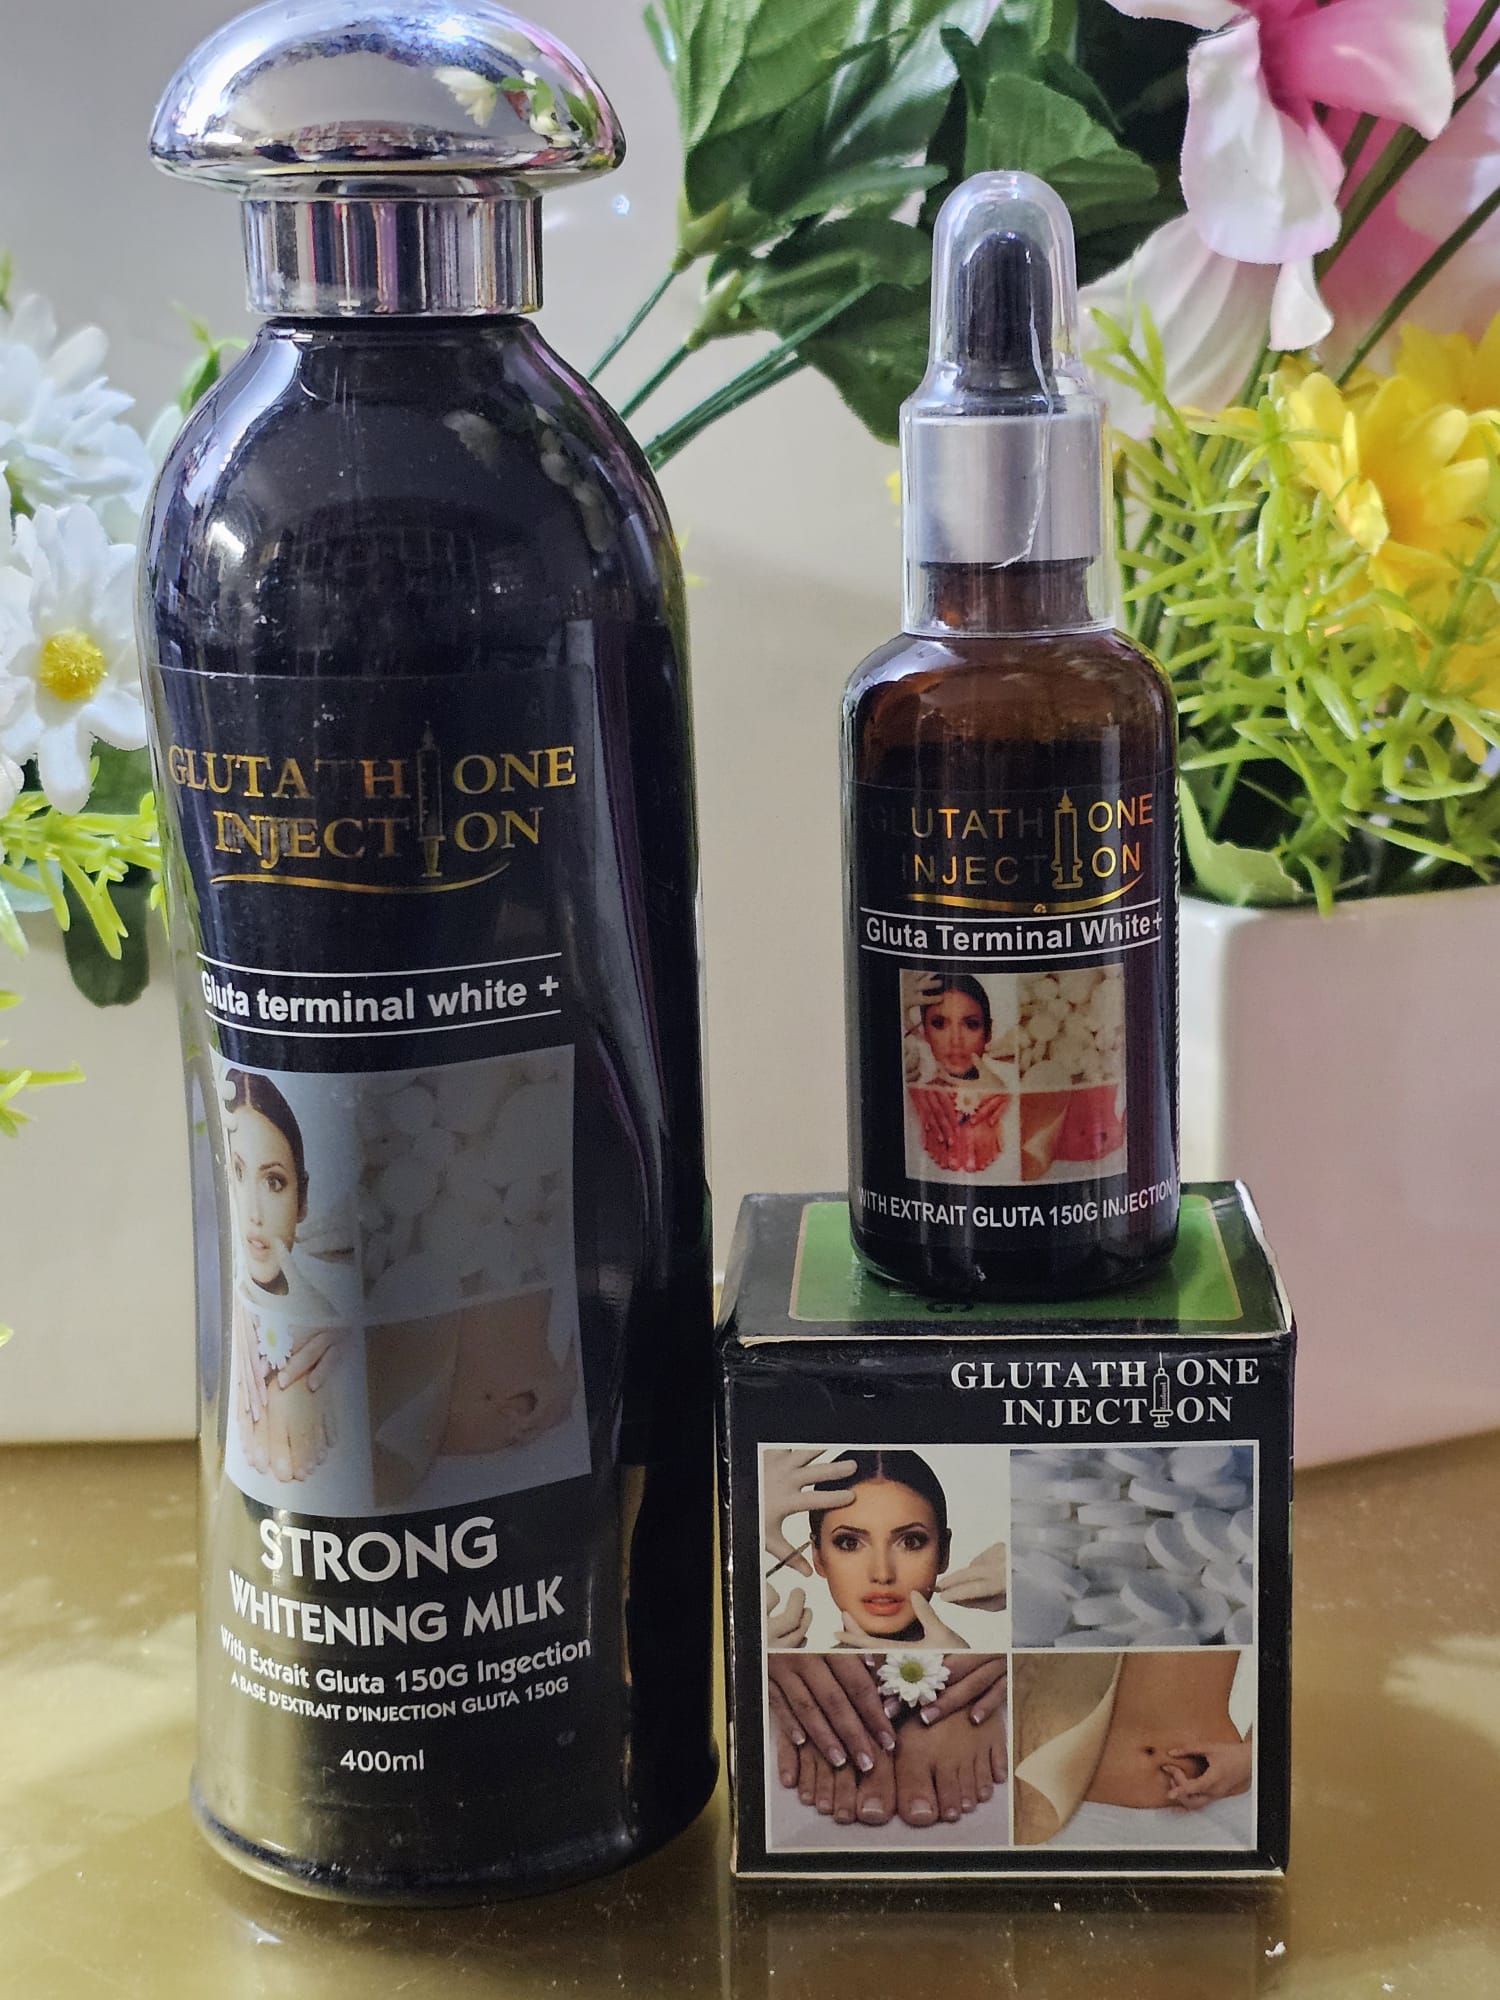 GLUTATHIONE
INJECTION
Gluta terminal white +
STRONG
WHITENING MILK
With Extrait Gluta 150G Ingection
A BASE D'EXTRAIT D'INJECTION GLUTA 150G
400ml
GLUTATHIONE
INJECTION
Gluta Terminal White+
WITH EXTRAIT GLUTA 150G INJECTION
GLUTATHIONE
INJECTION